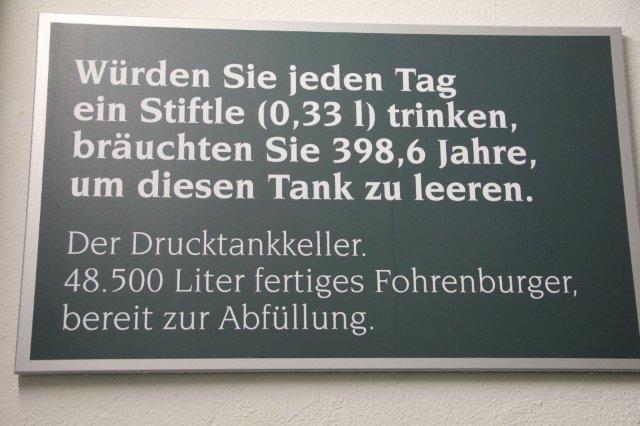 Würden Sie jeden Tag
ein Stiftle (0,33 l) trinken,
bräuchten Sie 398,6 Jahre,
um diesen Tank zu leeren.
Der Drucktankkeller.
48.500 Liter fertiges Fohrenburger,
bereit zur Abfüllung.